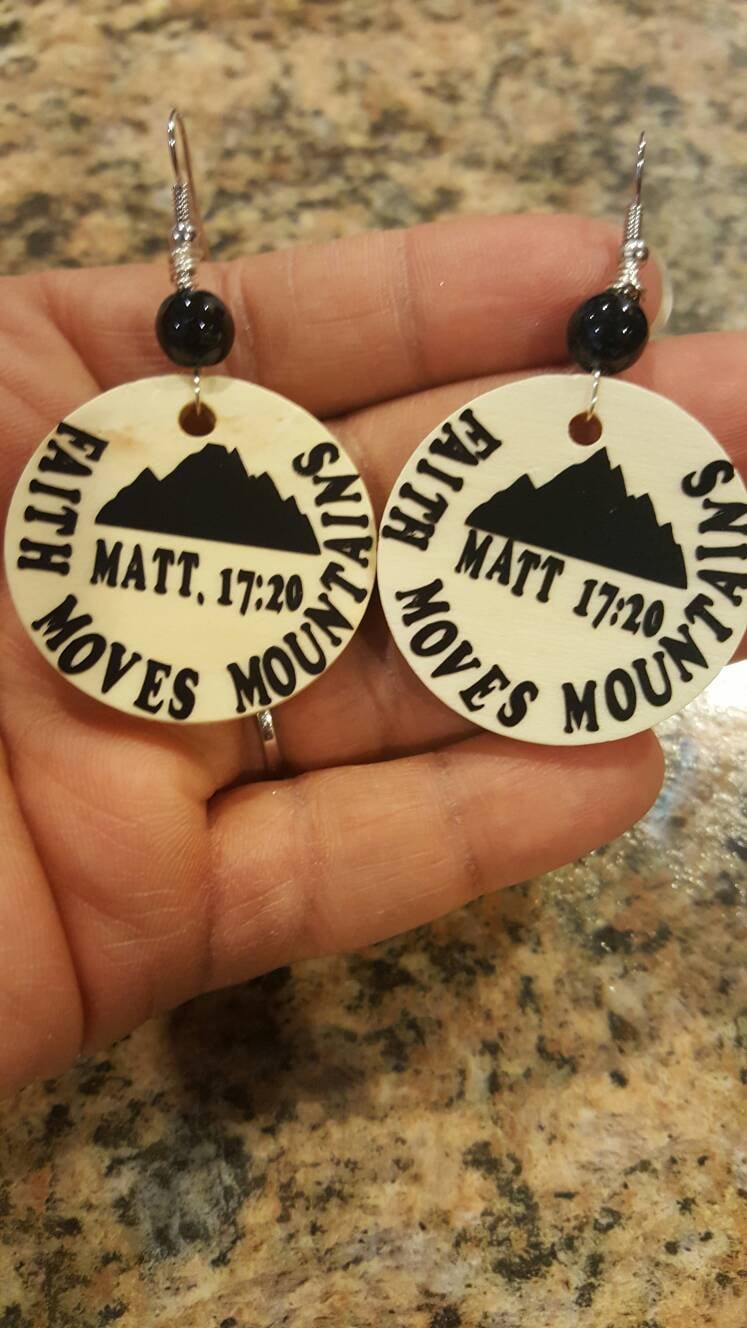 FAITH MOVES MOUNTAINS
MATT. 17:20
FAITH MOVES MOUNTAINS
MATT 17:20